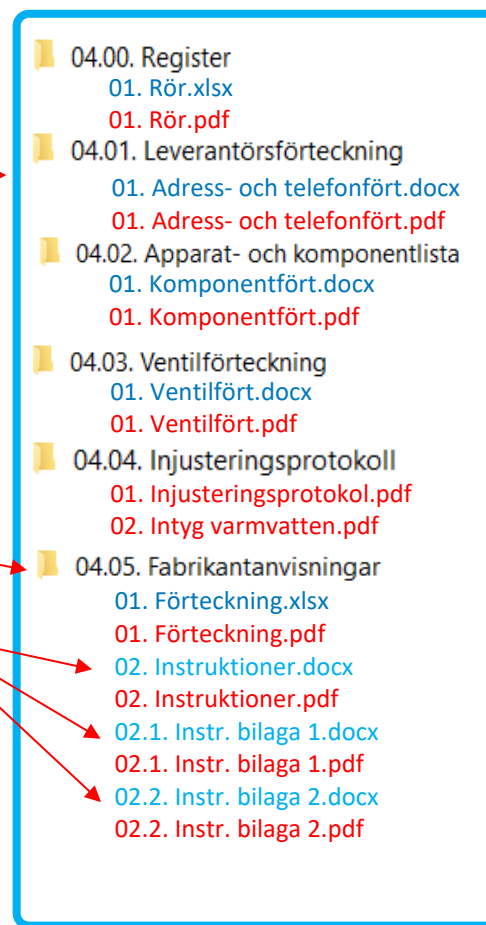 04.00. Register
01. Rör.xlsx
01. Rör.pdf
04.01. Leverantörsförteckning
01. Adress- och telefonfört.docx
01. Adress- och telefonfört.pdf
04.02. Apparat- och komponentlista
01. Komponentfört.docx
01. Komponentfört.pdf
04.03. Ventilförteckning
01. Ventilfört.docx
01. Ventilfört.pdf
04.04. Injusteringsprotokoll
01. Injusteringsprotokol.pdf
02. Intyg varmvatten.pdf
04.05. Fabrikantanvisningar
01. Förteckning.xlsx
01. Förteckning.pdf
02. Instruktioner.docx
02. Instruktioner.pdf
02.1. Instr. bilaga 1.docx
02.1. Instr. bilaga 1.pdf
02.2. Instr. bilaga 2.docx
02.2. Instr. bilaga 2.pdf